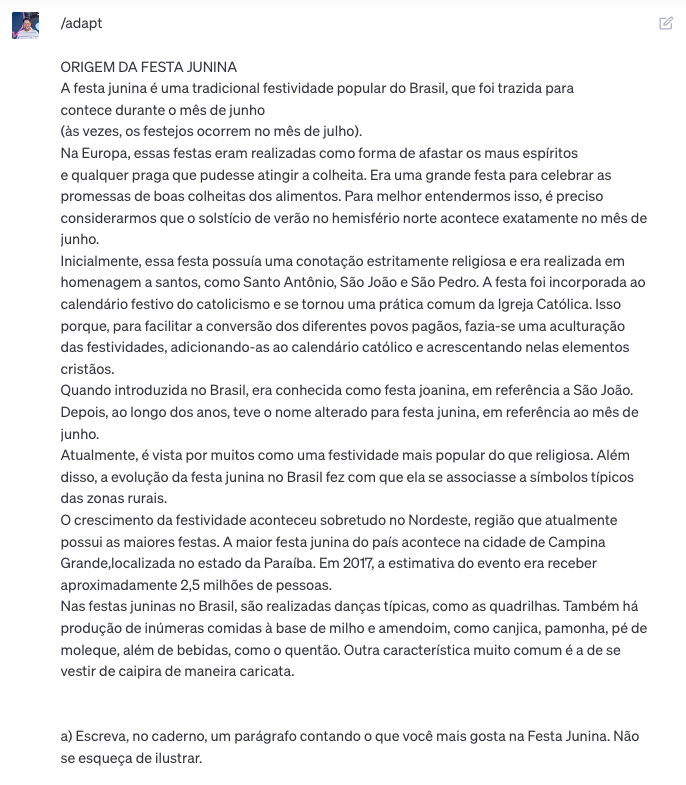 /adapt
ORIGEM DA FESTA JUNINA
A festa junina é uma tradicional festividade popular do Brasil, que foi trazida para
contece durante o mês de junho
(às vezes, os festejos ocorrem no mês de julho).
Na Europa, essas festas eram realizadas como forma de afastar os maus espíritos
e qualquer praga que pudesse atingir a colheita. Era uma grande festa para celebrar as
promessas de boas colheitas dos alimentos. Para melhor entendermos isso, é preciso
considerarmos que o solstício de verão no hemisfério norte acontece exatamente no mês de
junho.
Inicialmente, essa festa possuía uma conotação estritamente religiosa e era realizada em
homenagem a santos, como Santo Antônio, São João e São Pedro. A festa foi incorporada ao
calendário festivo do catolicismo e se tornou uma prática comum da Igreja Católica. Isso
porque, para facilitar a conversão dos diferentes povos pagãos, fazia-se uma aculturação
das festividades, adicionando-as ao calendário católico e acrescentando nelas elementos
cristãos.
Quando introduzida no Brasil, era conhecida como festa joanina, em referência a São João.
Depois, ao longo dos anos, teve o nome alterado para festa junina, em referência ao mês de
junho.
Atualmente, é vista por muitos como uma festividade mais popular do que religiosa. Além
disso, a evolução da festa junina no Brasil fez com que ela se associasse a símbolos típicos
das zonas rurais.
O crescimento da festividade aconteceu sobretudo no Nordeste, região que atualmente
possui as maiores festas. A maior festa junina do país acontece na cidade de Campina
Grande,localizada no estado da Paraíba. Em 2017, a estimativa do evento era receber
aproximadamente 2,5 milhões de pessoas.
Nas festas juninas no Brasil, são realizadas danças típicas, como as quadrilhas. Também há
produção de inúmeras comidas à base de milho e amendoim, como canjica, pamonha, pé de
moleque, além de bebidas, como o quentão. Outra característica muito comum é a de se
vestir de caipira de maneira caricata.
a) Escreva, no caderno, um parágrafo contando o que você mais gosta na Festa Junina. Não
se esqueça de ilustrar.